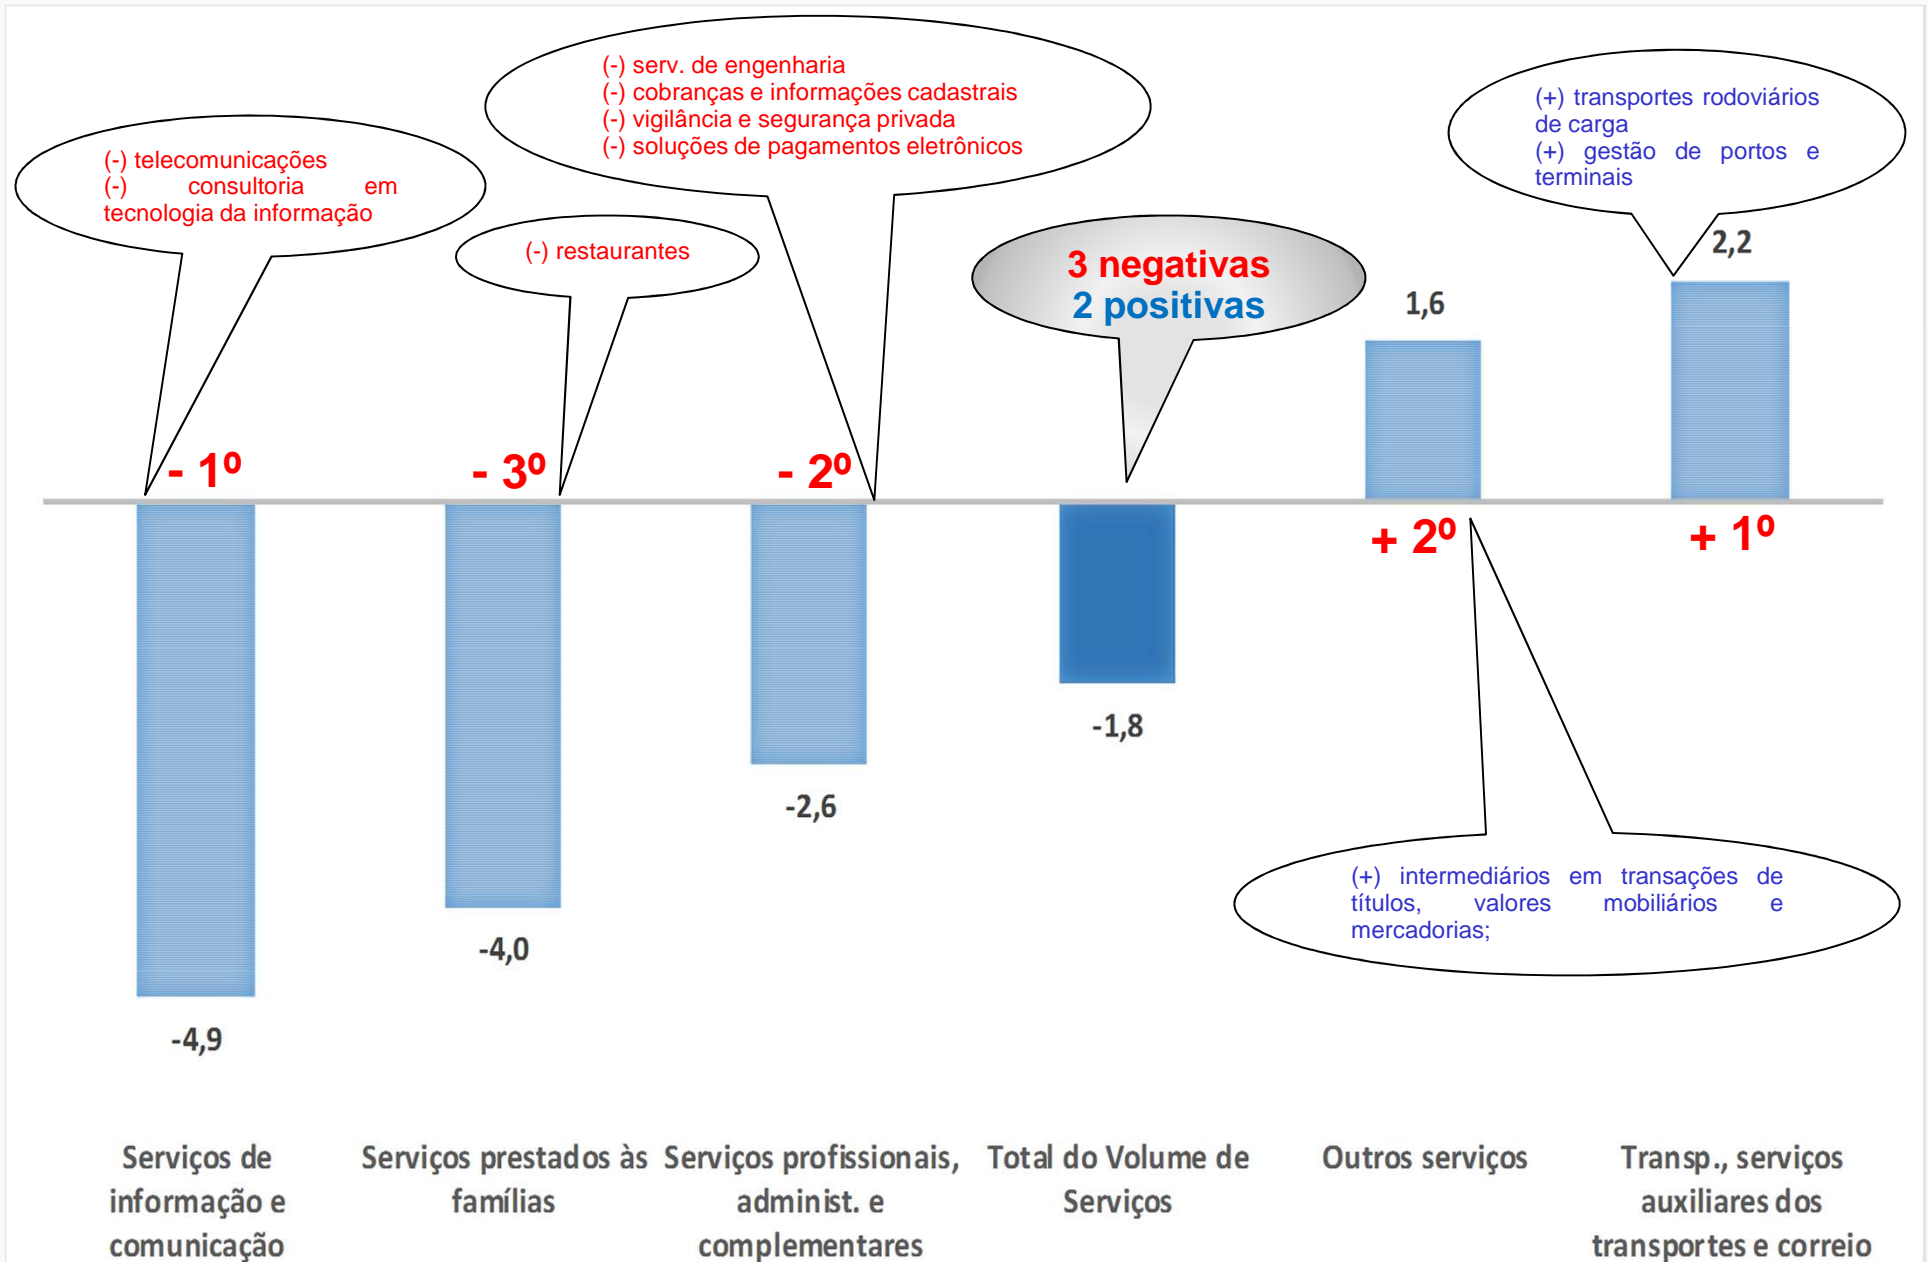 (-) serv. de engenharia
(-) cobranças e informações cadastrais
(-) vigilância e segurança privada
(-) soluções de pagamentos eletrônicos
(+) transportes rodoviários
de carga
(+) gestão de portos e
terminais
(-) telecomunicações
(-) consultoria em
tecnologia da informação
(-) restaurantes
3 negativas
2 positivas
2,2
1,6
- 1º
- 3º
- 2º
+ 2º
+ 1º
-1,8
-2,6
-4,0
-4,9
(+) intermediários em transações de
títulos, valores mobiliários e
mercadorias;
Serviços de
informação e
comunicação
Serviços prestados às
famílias
Serviços profissionais,
administ. e
complementares
Total do Volume de
Serviços
Outros serviços
Transp., serviços
auxiliares dos
transportes e correio